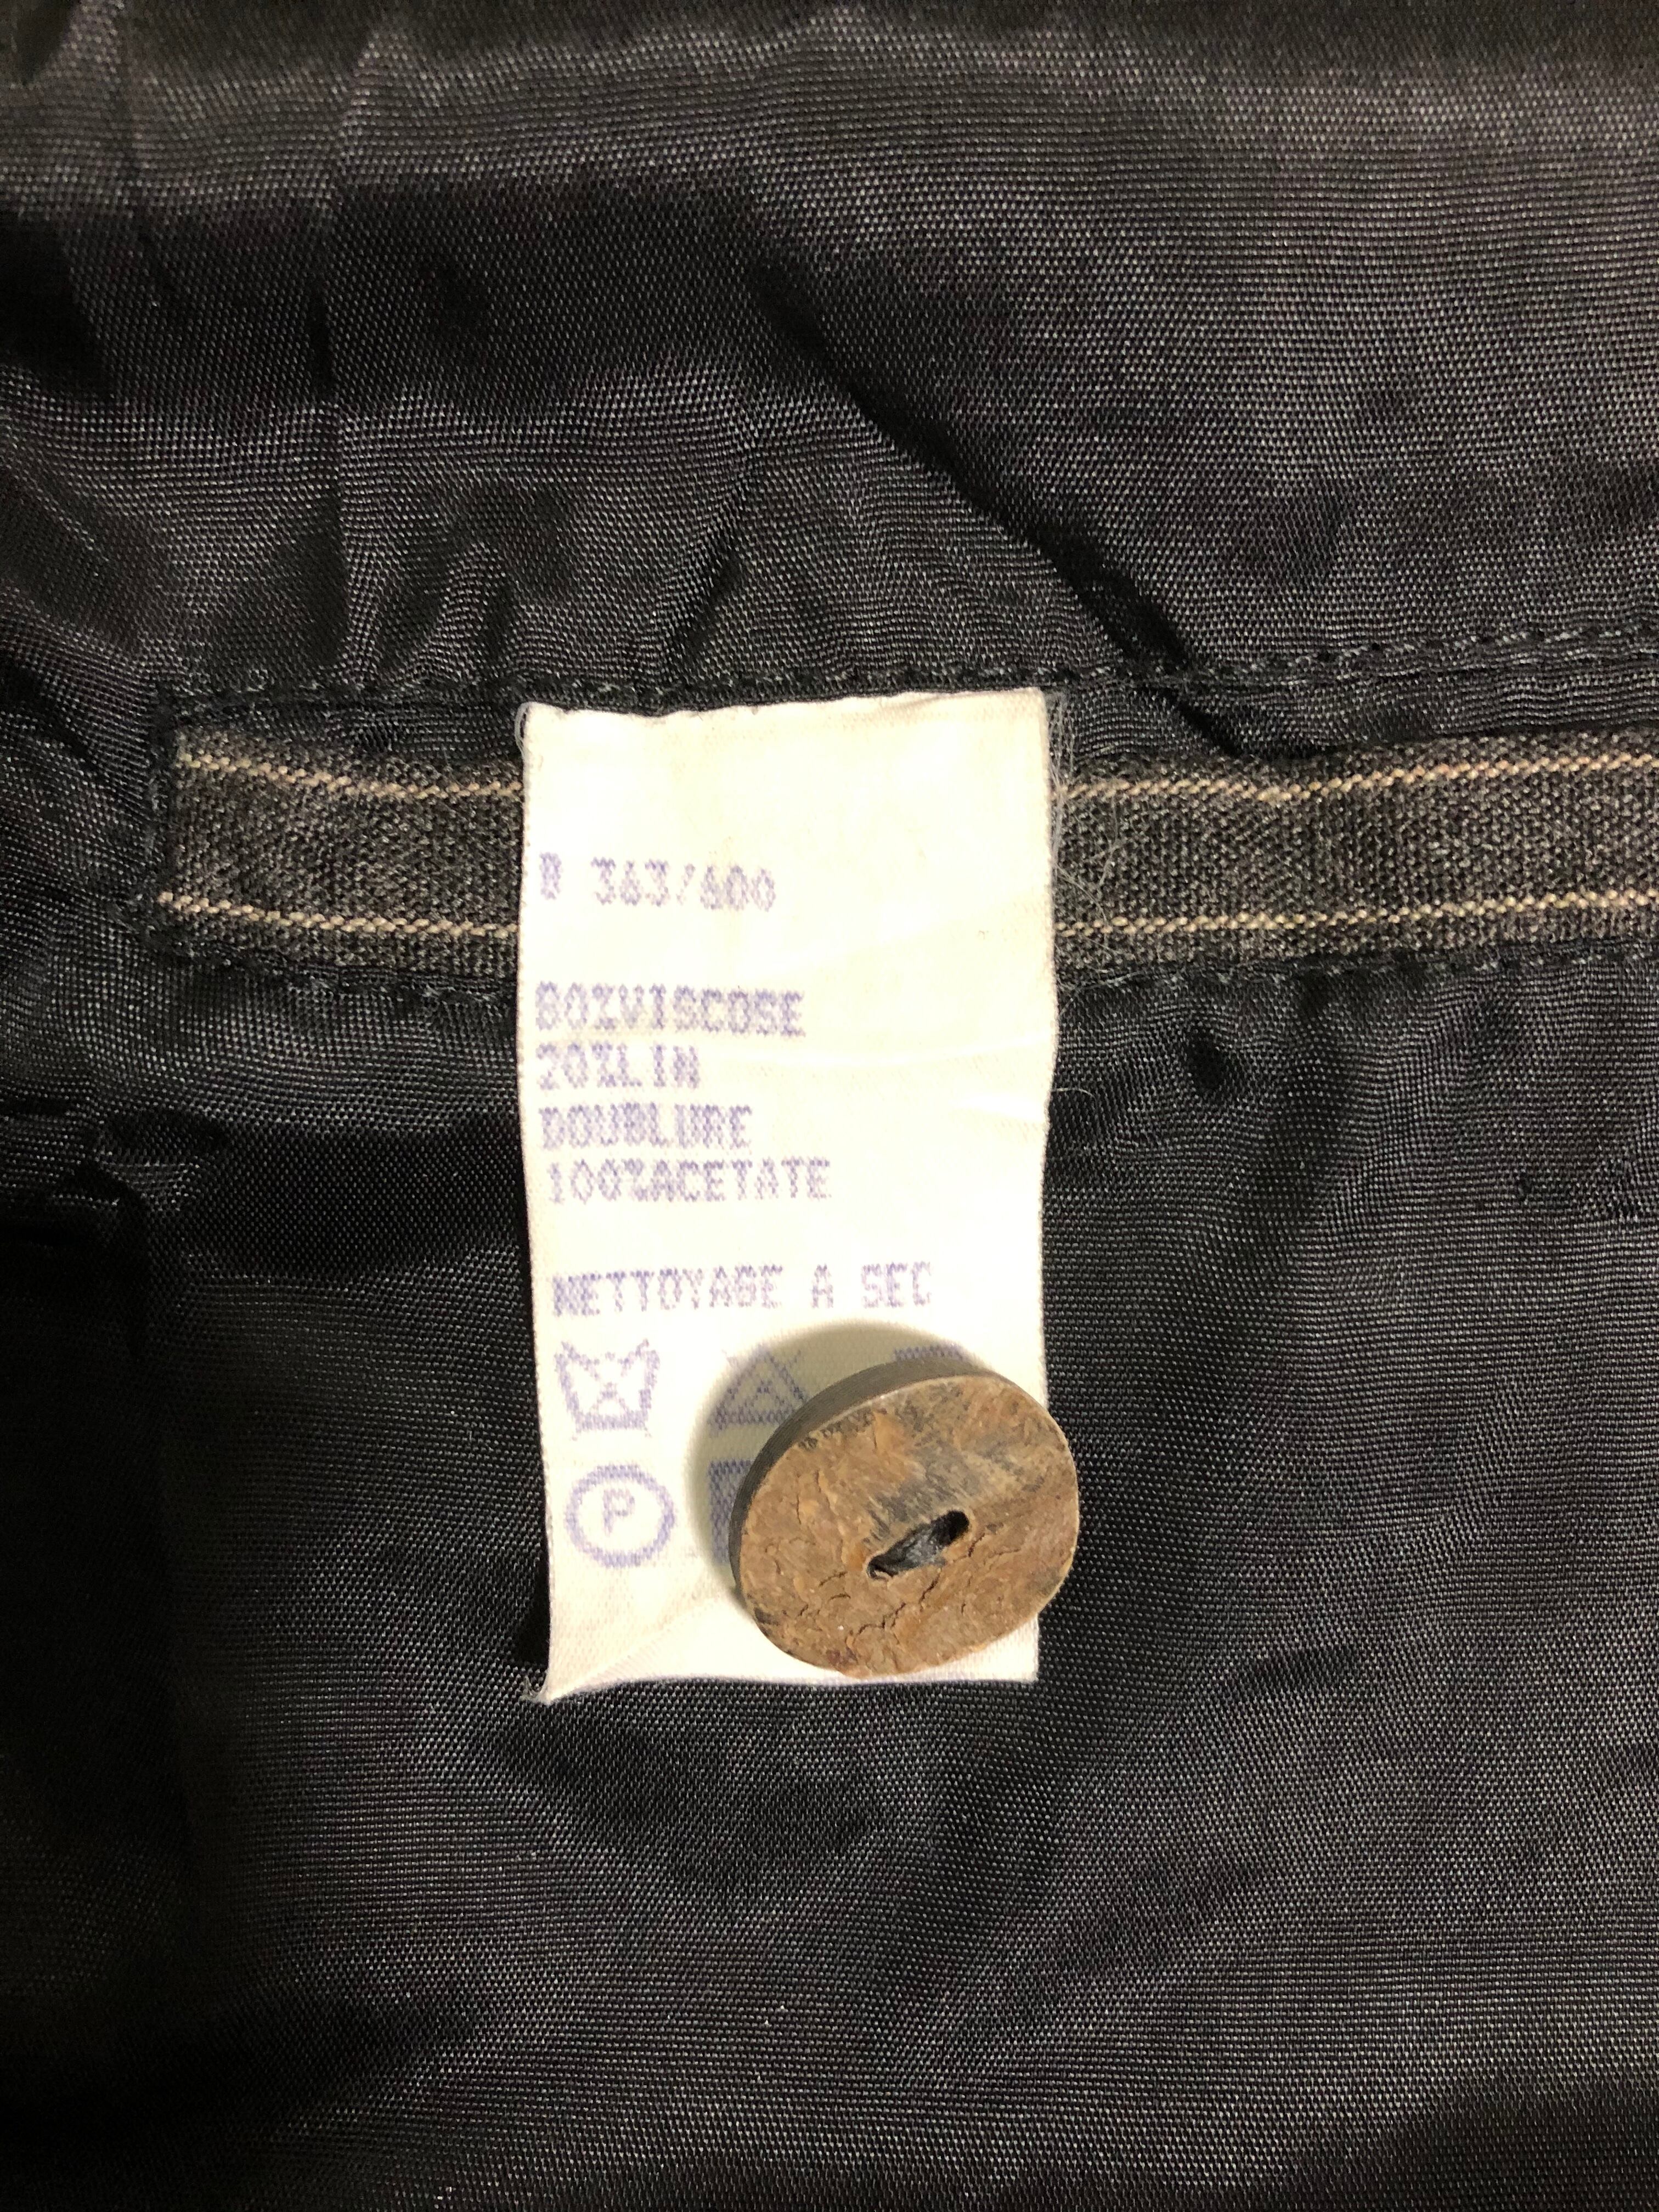 B 363/600
80%VISCOSE
20%LIN
DOUBLURE
100%ACETATE
NETTOYAGE A SEC
P